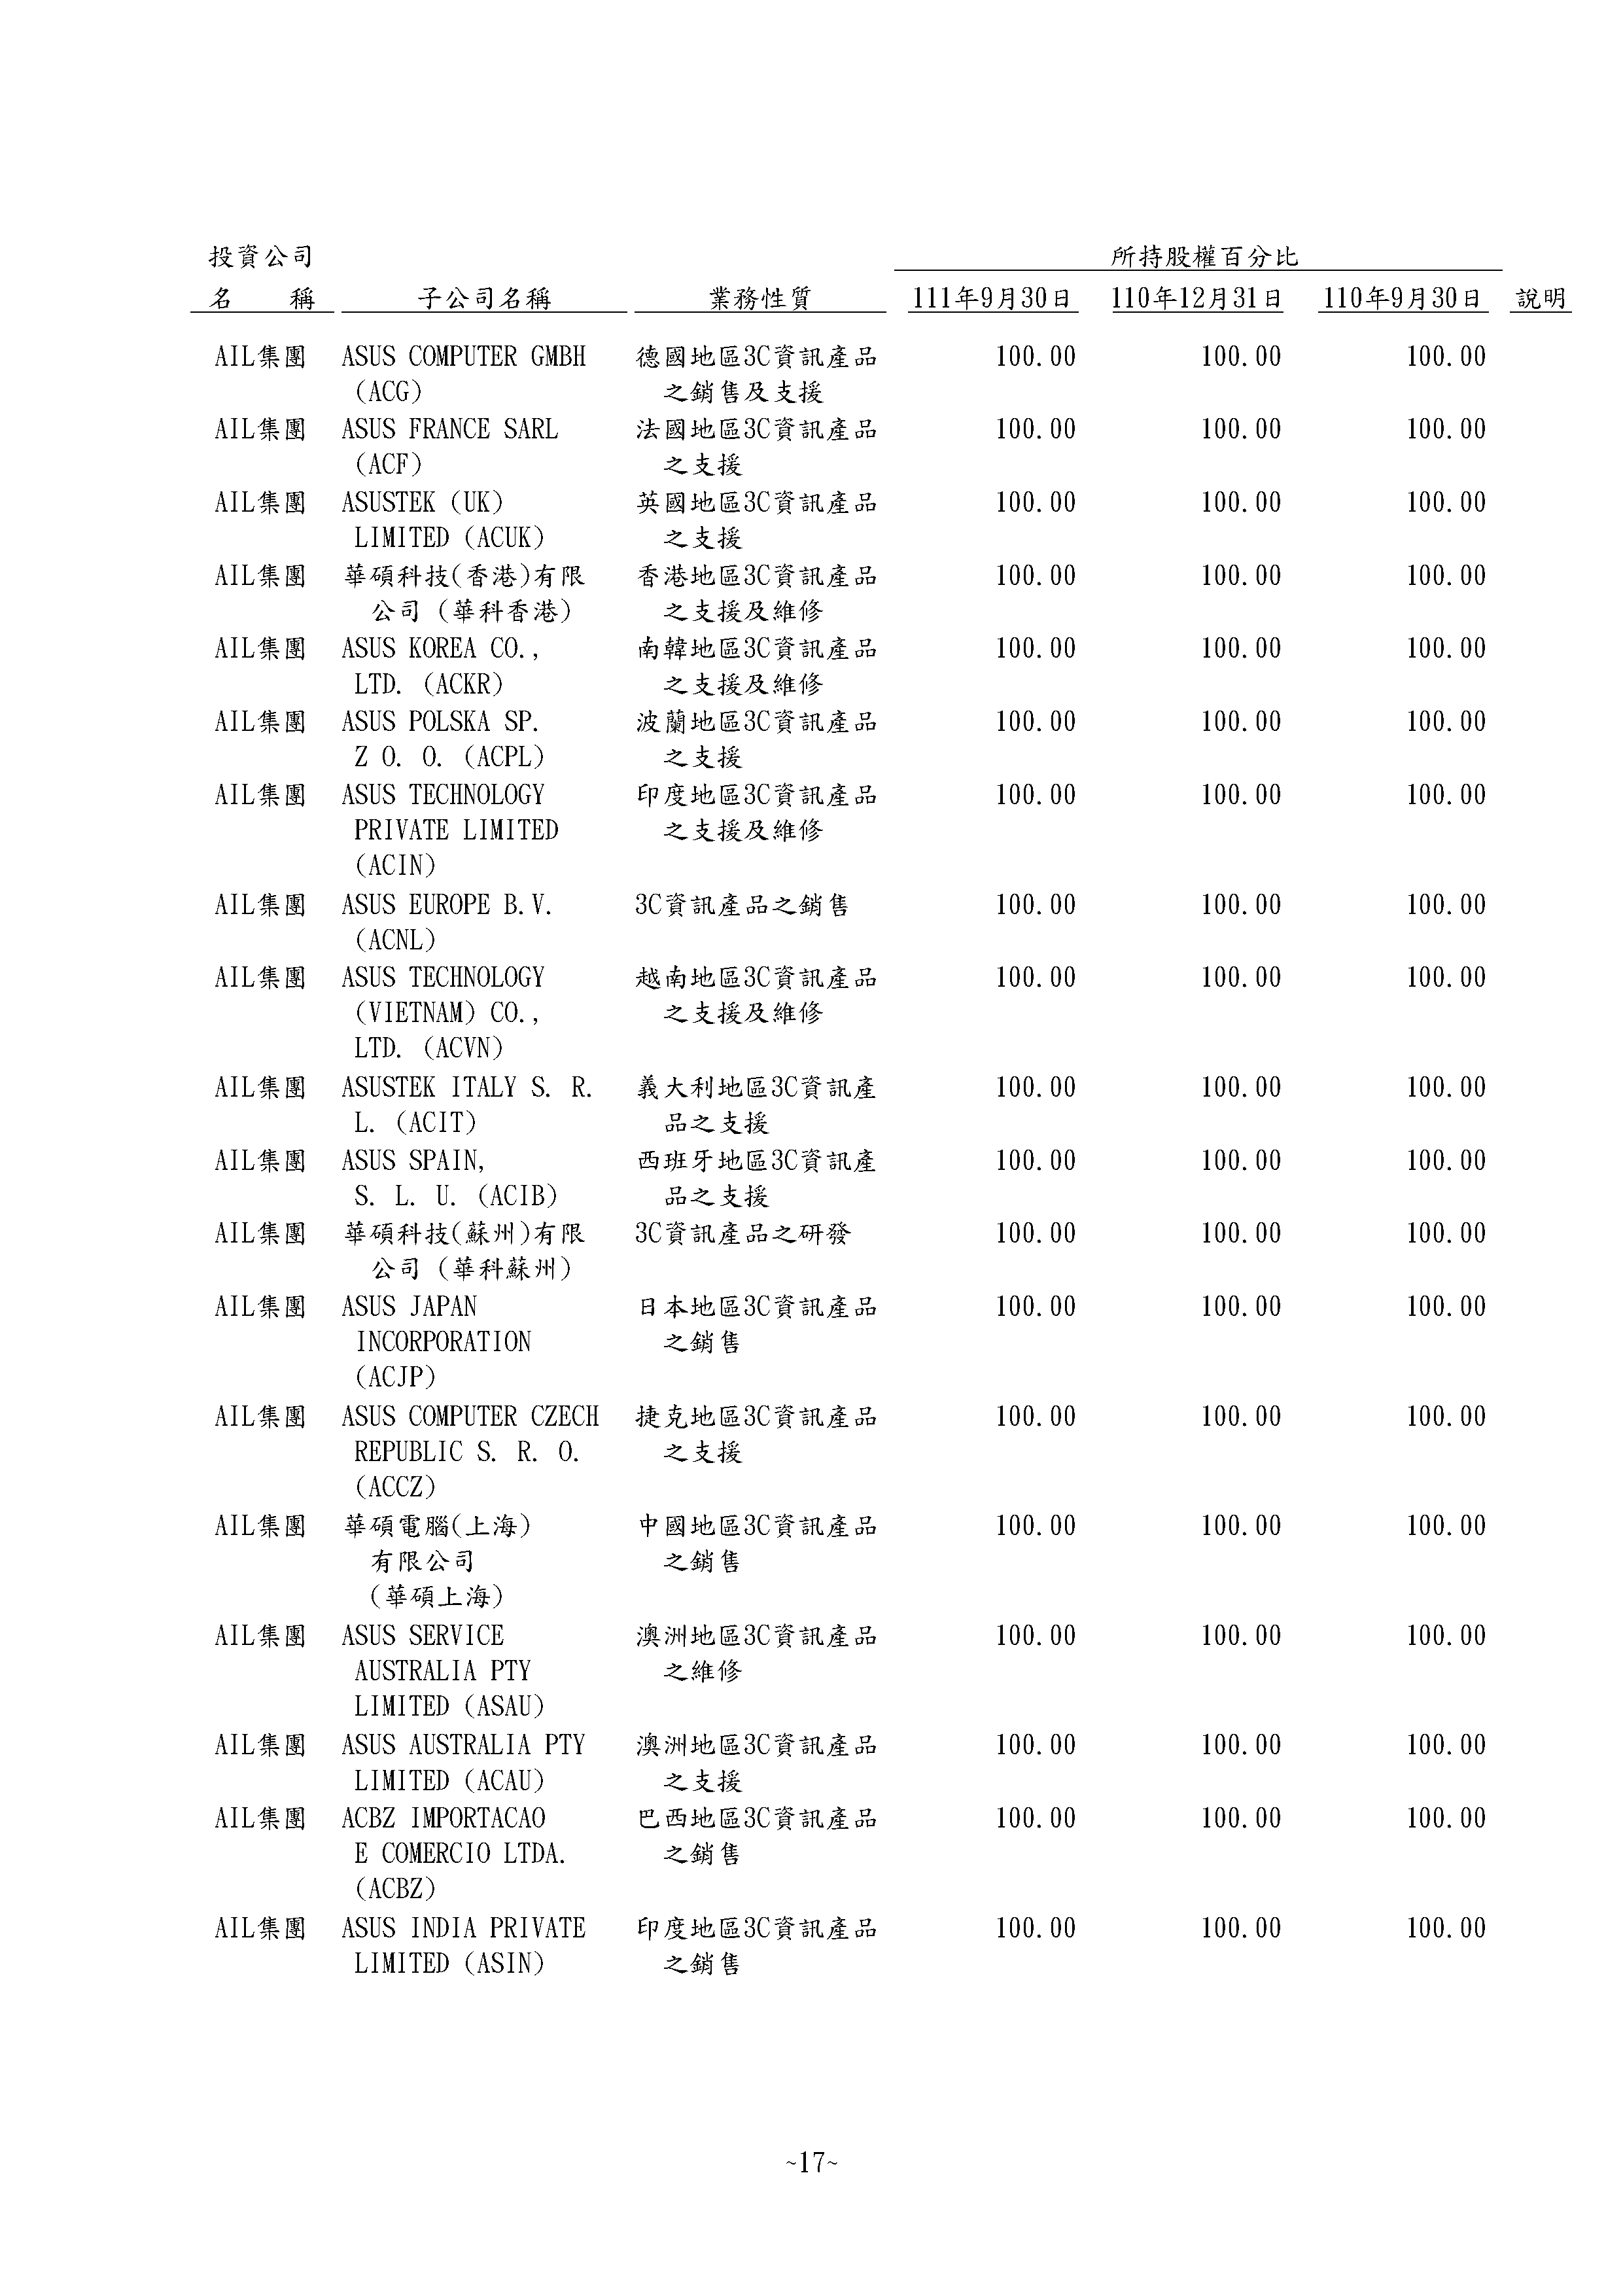 投資公司 所持股權百分比
名 稱 子公司名稱 業務性質 111年9月30日 110年12月31日 110年9月30日 說明
AIL集團 ASUS COMPUTER GMBH 德國地區3C資訊產品 100.00 100.00 100.00
(ACG) 之銷售及支援
AIL集團 ASUS FRANCE SARL 法國地區3C資訊產品 100.00 100.00 100.00
(ACF) 之支援
AIL集團 ASUSTEK (UK) 英國地區3C資訊產品 100.00 100.00 100.00
LIMITED (ACUK) 之支援
AIL集團 華碩科技(香港)有限 香港地區3C資訊產品 100.00 100.00 100.00
公司 (華科香港) 之支援及維修
AIL集團 ASUS KOREA CO., 南韓地區3C資訊產品 100.00 100.00 100.00
LTD. (ACKR) 之支援及維修
AIL集團 ASUS POLSKA SP. 波蘭地區3C資訊產品 100.00 100.00 100.00
Z O. O. (ACPL) 之支援
AIL集團 ASUS TECHNOLOGY 印度地區3C資訊產品 100.00 100.00 100.00
PRIVATE LIMITED 之支援及維修
(ACIN)
AIL集團 ASUS EUROPE B.V. 3C資訊產品之銷售 100.00 100.00 100.00
(ACNL)
AIL集團 ASUS TECHNOLOGY 越南地區3C資訊產品 100.00 100.00 100.00
(VIETNAM) CO., 之支援及維修
LTD. (ACVN)
AIL集團 ASUSTEK ITALY S. R. 義大利地區3C資訊產 100.00 100.00 100.00
L. (ACIT) 品之支援
AIL集團 ASUS SPAIN, 西班牙地區3C資訊產 100.00 100.00 100.00
S. L. U. (ACIB) 品之支援
AIL集團 華碩科技(蘇州)有限 3C資訊產品之研發 100.00 100.00 100.00
公司 (華科蘇州)
AIL集團 ASUS JAPAN 日本地區3C資訊產品 100.00 100.00 100.00
INCORPORATION 之銷售
(ACJP)
AIL集團 ASUS COMPUTER CZECH 捷克地區3C資訊產品 100.00 100.00 100.00
REPUBLIC S. R. O. 之支援
(ACCZ)
AIL集團 華碩電腦(上海) 中國地區3C資訊產品 100.00 100.00 100.00
有限公司 之銷售
(華碩上海)
AIL集團 ASUS SERVICE 澳洲地區3C資訊產品 100.00 100.00 100.00
AUSTRALIA PTY 之維修
LIMITED (ASAU)
AIL集團 ASUS AUSTRALIA PTY 澳洲地區3C資訊產品 100.00 100.00 100.00
LIMITED (ACAU) 之支援
AIL集團 ACBZ IMPORTACAO 巴西地區3C資訊產品 100.00 100.00 100.00
E COMERCIO LTDA. 之銷售
(ACBZ)
AIL集團 ASUS INDIA PRIVATE 印度地區3C資訊產品 100.00 100.00 100.00
LIMITED (ASIN) 之銷售
~17~